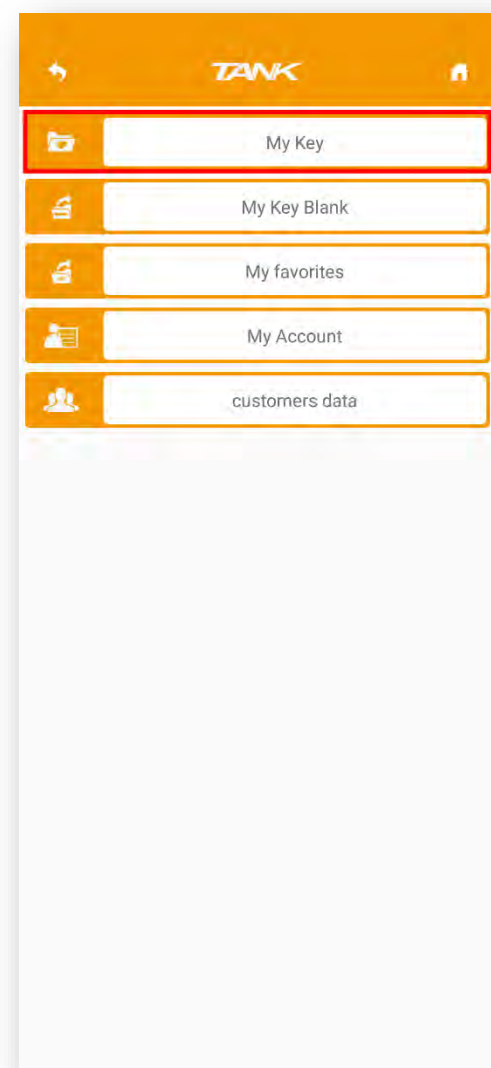 TANK
My Key
My Key Blank
My favorites
My Account
customers data